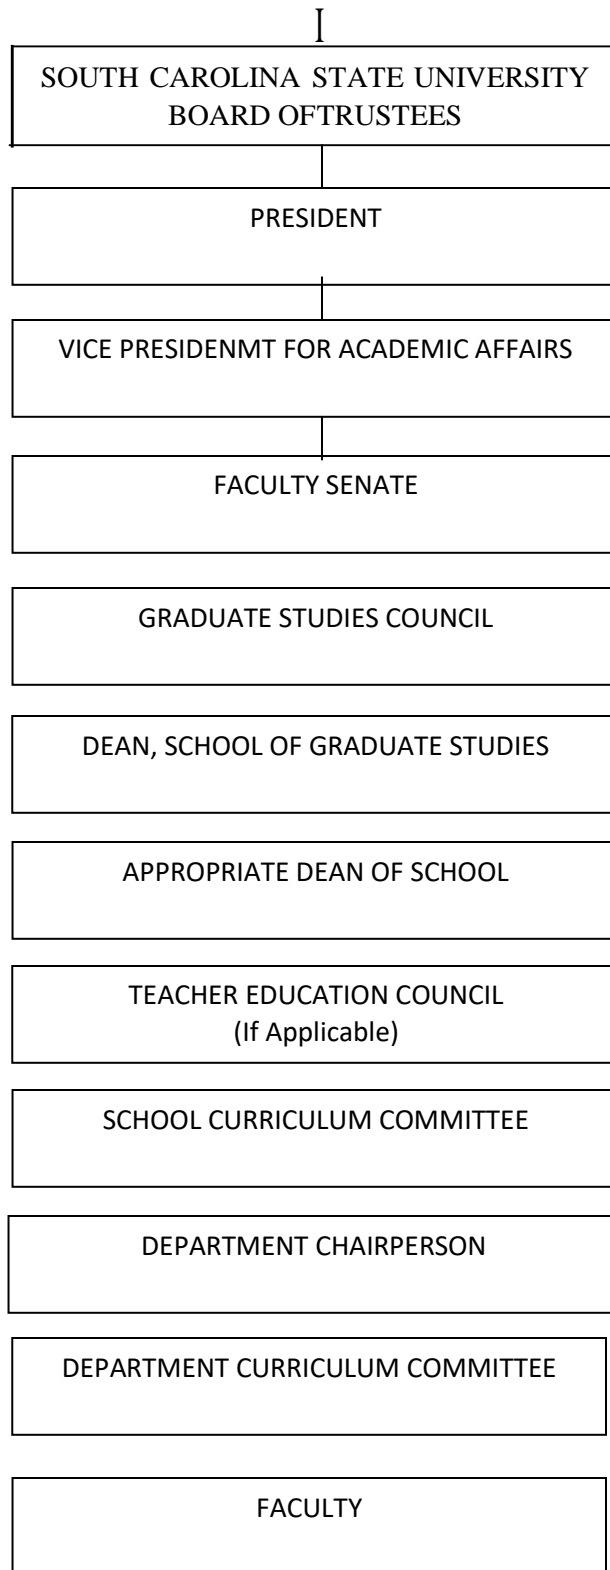 I
SOUTH CAROLINA STATE UNIVERSITY
BOARD OFTRUSTEES
PRESIDENT
VICE PRESIDENMT FOR ACADEMIC AFFAIRS
FACULTY SENATE
GRADUATE STUDIES COUNCIL
DEAN, SCHOOL OF GRADUATE STUDIES
APPROPRIATE DEAN OF SCHOOL
TEACHER EDUCATION COUNCIL
(If Applicable)
SCHOOL CURRICULUM COMMITTEE
DEPARTMENT CHAIRPERSON
DEPARTMENT CURRICULUM COMMITTEE
FACULTY